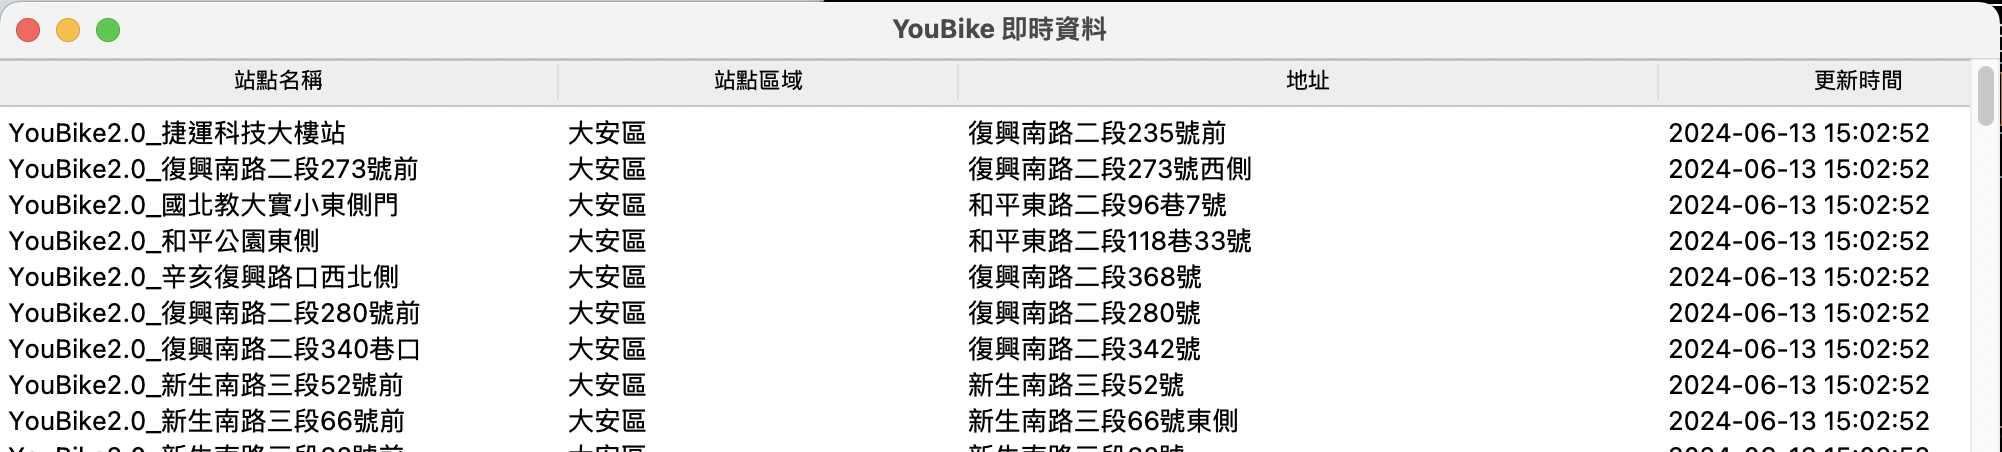 YouBike 即時資料
站點名稱 站點區域 地址 更新時間
YouBike2.0_捷運科技大樓站 大安區 復興南路二段235號前 2024-06-13 15:02:52
YouBike2.0_復興南路二段273號前 大安區 復興南路二段273號西側 2024-06-13 15:02:52
YouBike2.0_國北教大實小東側門 大安區 和平東路二段96巷7號 2024-06-13 15:02:52
YouBike2.0_和平公園東側 大安區 和平東路二段118巷33號 2024-06-13 15:02:52
YouBike2.0_辛亥復興路口西北側 大安區 復興南路二段368號 2024-06-13 15:02:52
YouBike2.0_復興南路二段280號前 大安區 復興南路二段280號 2024-06-13 15:02:52
YouBike2.0_復興南路二段340巷口 大安區 復興南路二段342號 2024-06-13 15:02:52
YouBike2.0_新生南路三段52號前 大安區 新生南路三段52號 2024-06-13 15:02:52
YouBike2.0_新生南路三段66號前 大安區 新生南路三段66號東側 2024-06-13 15:02:52